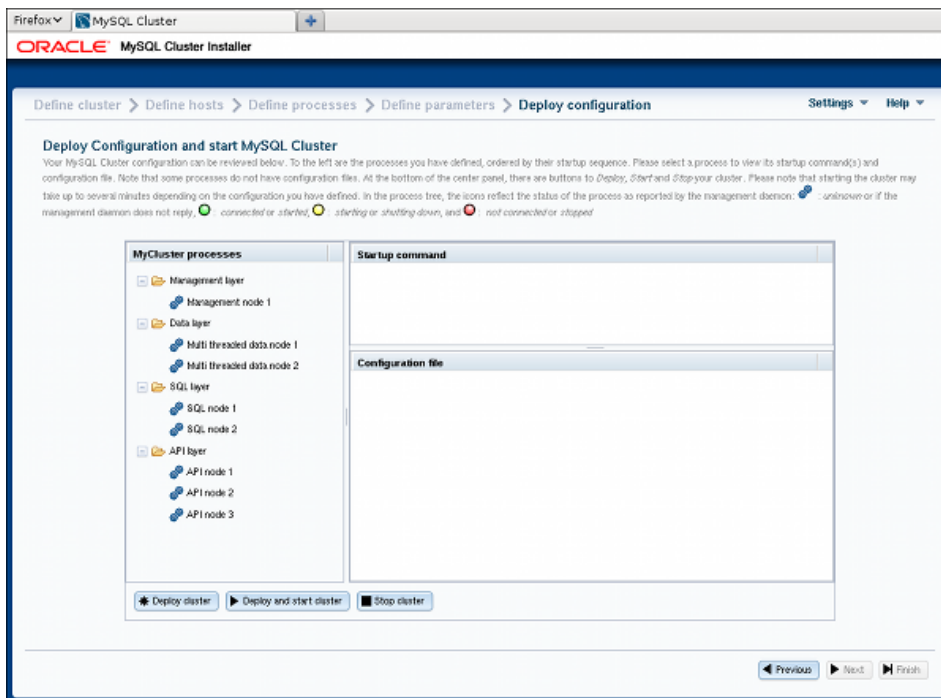 Firefox
MySQL Cluster
ORACLE MySQL Cluster Installer
Define cluster Define hosts Define processes Define parameters Deploy configuration Settings Help
Deploy Configuration and start MySQL Cluster
Your MySQL Cluster configuration can be reviewed below. To the left are the processes you have defined, ordered by their startup sequence. Please select a process to view its startup command(s) and
configuration file. Note that some processes do not have configuration files. At the bottom of the center panel, there are buttons to Deploy, Start and Stop your cluster. Please note that starting the cluster may
take up to several minutes depending on the configuration you have defined. In the process tree, the icons reflect the status of the process as reported by the management daemon: : unknown or if the
management daemon does not reply, : connected or started, : starting or shutting down, and : not connected or stopped
MyCluster processes
Management layer
Management node 1
Data layer
Multi threaded data node 1
Multi threaded data node 2
SQL layer
SQL node 1
SQL node 2
API layer
API node 1
API node 2
API node 3
Startup command
Configuration file
Deploy cluster Deploy and start cluster Stop cluster
Previous Next Finish